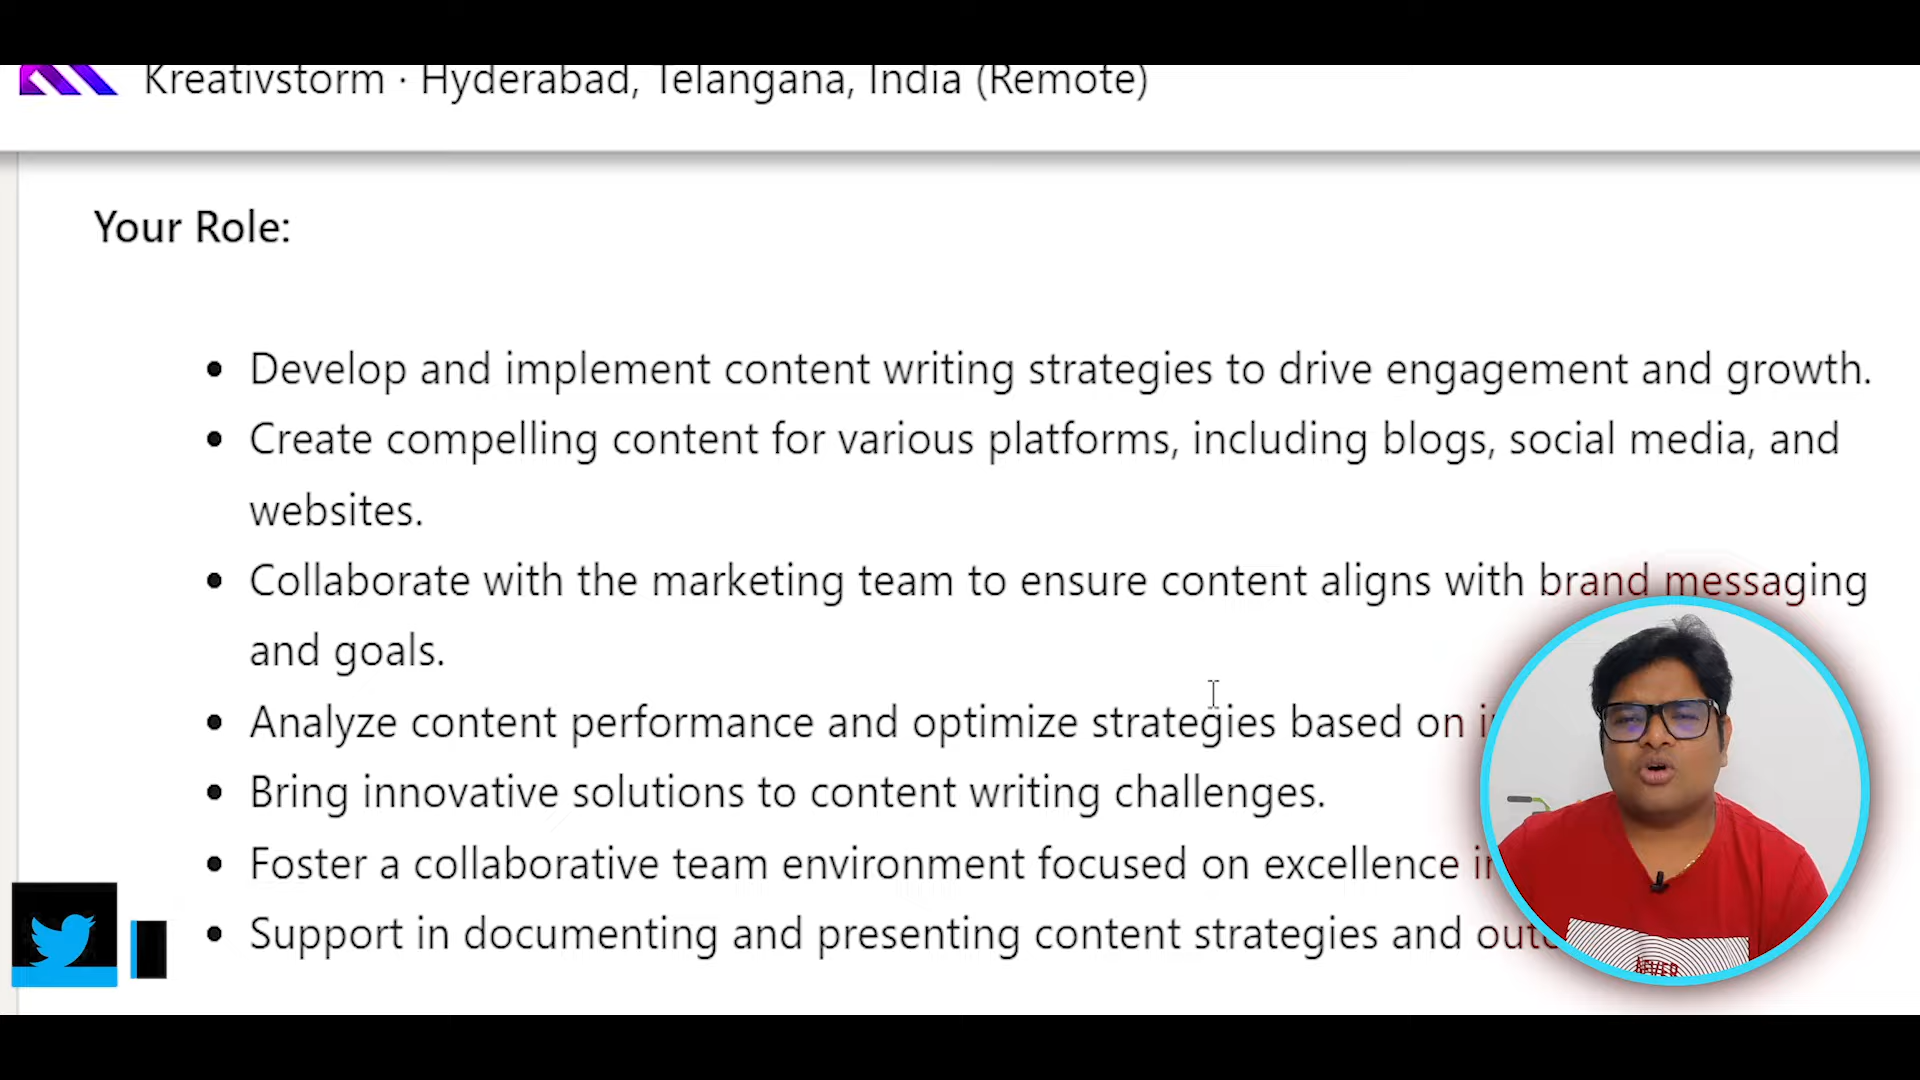 Kreativstorm · Hyderabad, Telangana, India (Remote)
Your Role:
• Develop and implement content writing strategies to drive engagement and growth.
• Create compelling content for various platforms, including blogs, social media, and
websites.
• Collaborate with the marketing team to ensure content aligns with brand messaging
and goals.
• Analyze content performance and optimize strategies based on
• Bring innovative solutions to content writing challenges.
• Foster a collaborative team environment focused on excellence
• Support in documenting and presenting content strategies and